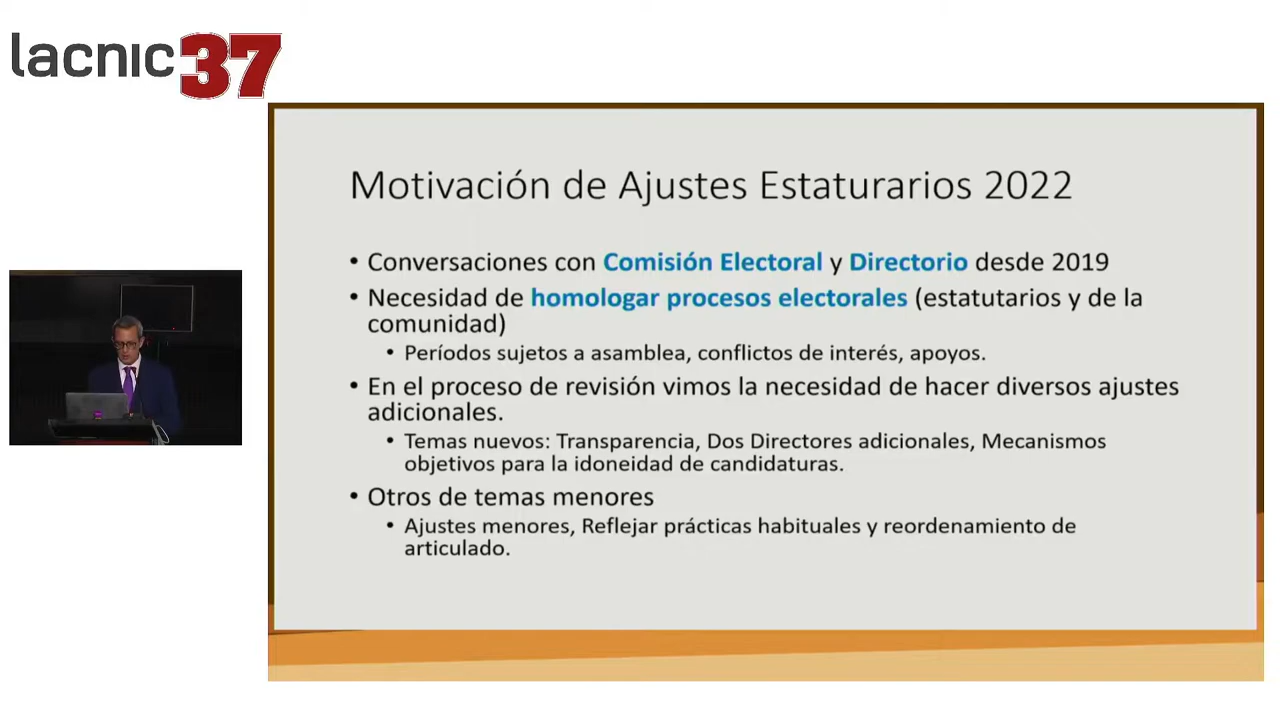 lacnic 37
Motivación de Ajustes Estaturarios 2022
• Conversaciones con Comisión Electoral y Directorio desde 2019
• Necesidad de homologar procesos electorales (estatutarios y de la
comunidad)
• Períodos sujetos a asamblea, conflictos de interés, apoyos.
• En el proceso de revisión vimos la necesidad de hacer diversos ajustes
adicionales.
• Temas nuevos: Transparencia, Dos Directores adicionales, Mecanismos
objetivos para la idoneidad de candidaturas.
• Otros de temas menores
• Ajustes menores, Reflejar prácticas habituales y reordenamiento de
articulado.